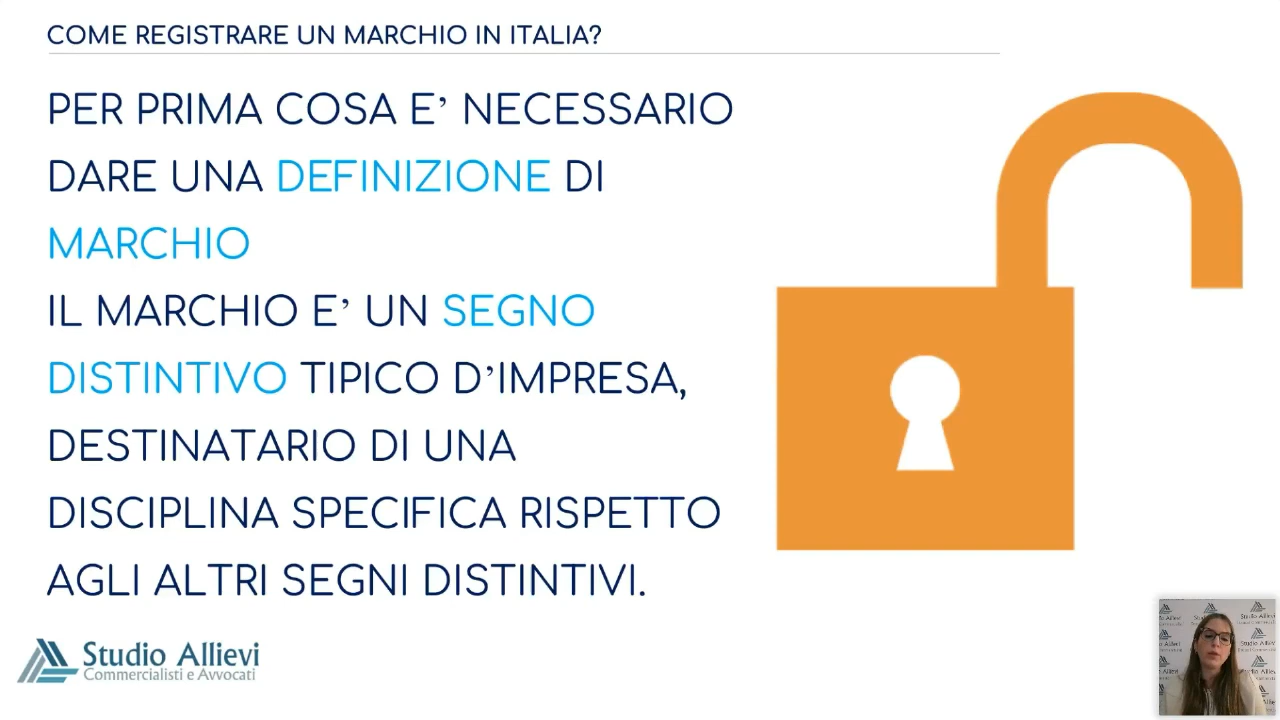 COME REGISTRARE UN MARCHIO IN ITALIA?
PER PRIMA COSA E’ NECESSARIO
DARE UNA DEFINIZIONE DI
MARCHIO
IL MARCHIO E’ UN SEGNO
DISTINTIVO TIPICO D’IMPRESA,
DESTINATARIO DI UNA
DISCIPLINA SPECIFICA RISPETTO
AGLI ALTRI SEGNI DISTINTIVI.
Studio Allievi
Commercialisti e Avvocati